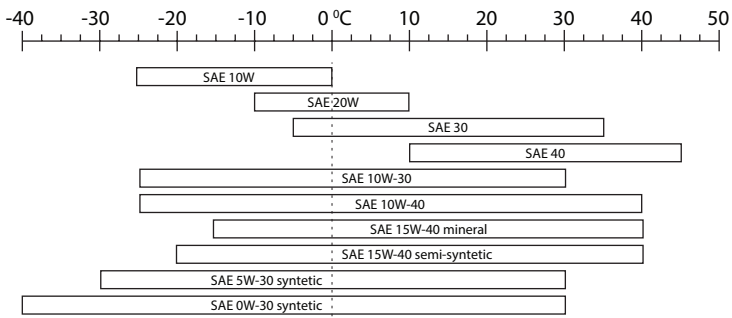 -40 -30 -20 -10 0 ⁰C 10 20 30 40 50
SAE 10W
SAE 20W
SAE 30
SAE 40
SAE 10W-30
SAE 10W-40
SAE 15W-40 mineral
SAE 15W-40 semi-syntetic
SAE 5W-30 syntetic
SAE 0W-30 syntetic